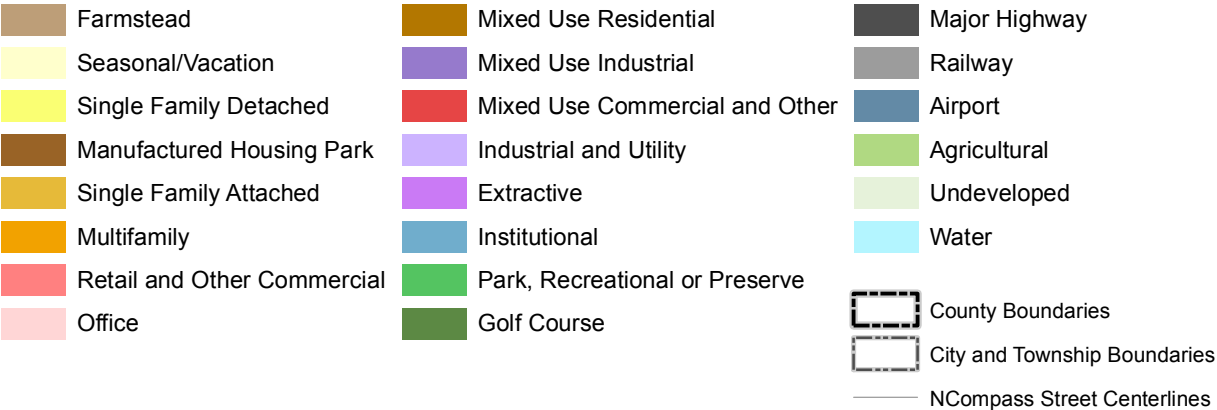 Farmstead
Seasonal/Vacation
Single Family Detached
Manufactured Housing Park
Single Family Attached
Multifamily
Retail and Other Commercial
Office
Mixed Use Residential
Mixed Use Industrial
Mixed Use Commercial and Other
Industrial and Utility
Extractive
Institutional
Park, Recreational or Preserve
Golf Course
Major Highway
Railway
Airport
Agricultural
Undeveloped
Water
County Boundaries
City and Township Boundaries
NCompass Street Centerlines